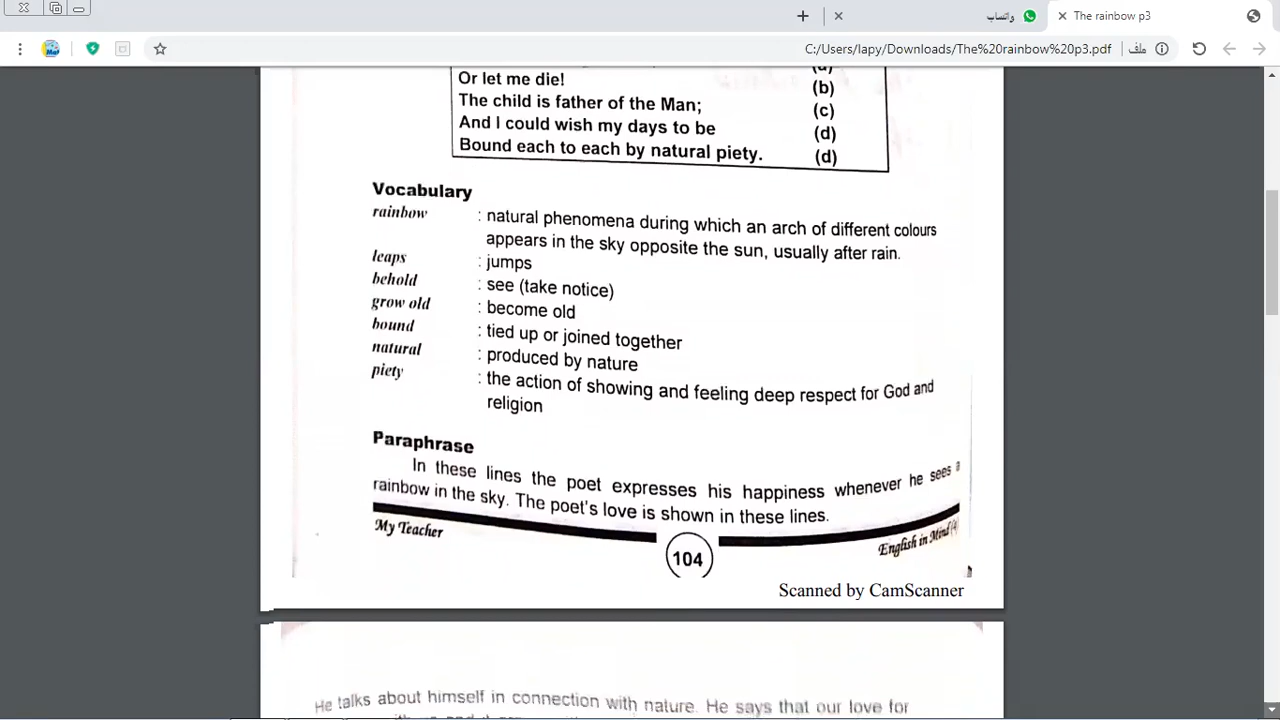 واتساب
The rainbow p3
C:/Users/lapy/Downloads/The%20rainbow%20p3.pdf
ملف
(a)
Or let me die!
(b)
The child is father of the Man;
(c)
And I could wish my days to be
(d)
Bound each to each by natural piety.
(d)
Vocabulary
rainbow : natural phenomena during which an arch of different colours
appears in the sky opposite the sun, usually after rain.
leaps : jumps
behold : see (take notice)
grow old : become old
bound : tied up or joined together
natural : produced by nature
piety : the action of showing and feeling deep respect for God and
religion
Paraphrase
In these lines the poet expresses his happiness whenever he sees a
rainbow in the sky. The poet's love is shown in these lines.
My Teacher
104
English in Mind (4)
Scanned by CamScanner
He talks about himself in connection with nature. He says that our love for